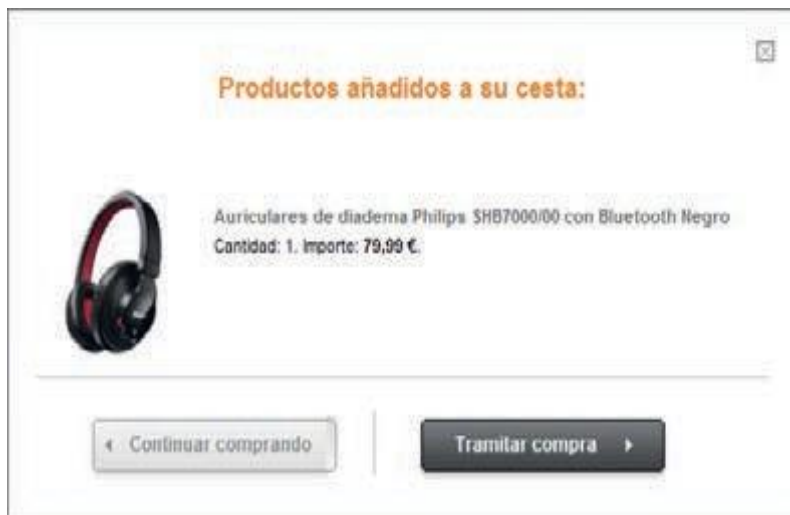 Productos añadidos a su cesta:
Auriculares de diadema Philips SHB7000/00 con Bluetooth Negro
Cantidad: 1. Importe: 79,99 €.
Continuar comprando
Tramitar compra